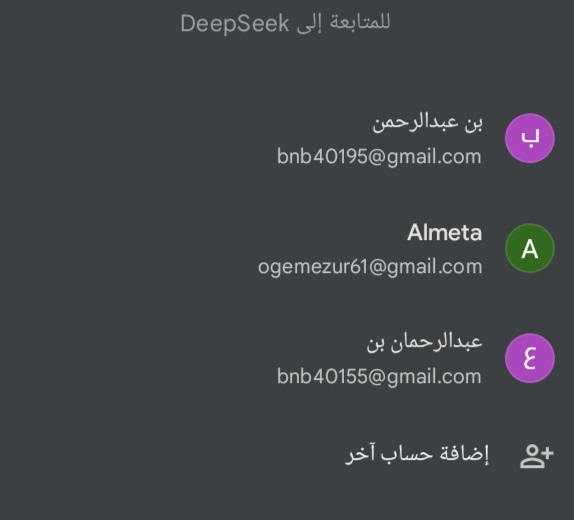 للمتابعة إلى DeepSeek
بن عبدالرحمن
ب
bnb40195@gmail.com
Almeta
A
ogemezur61@gmail.com
عبدالرحمان بن
ع
bnb40155@gmail.com
إضافة حساب آخر